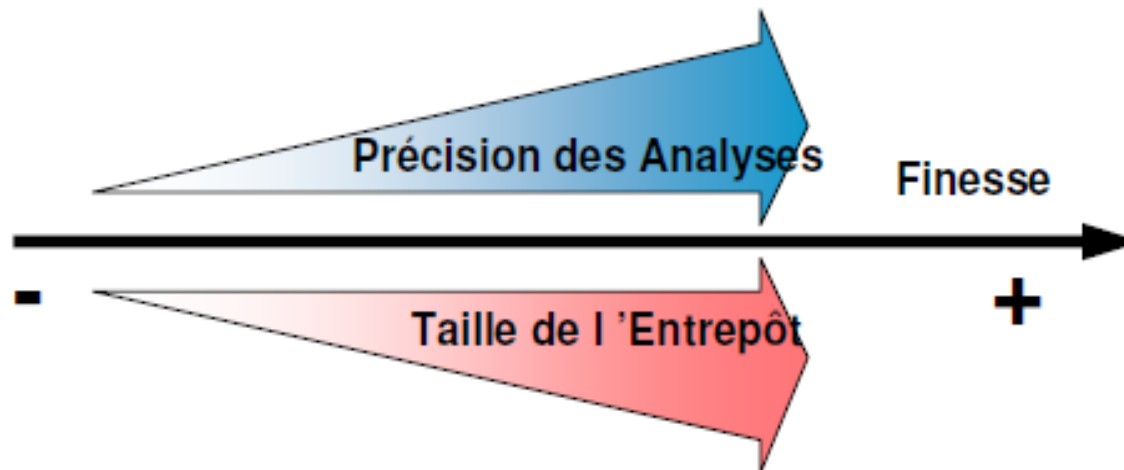 Précision des Analyses
Finesse
-
+
Taille de l ’Entrepôt